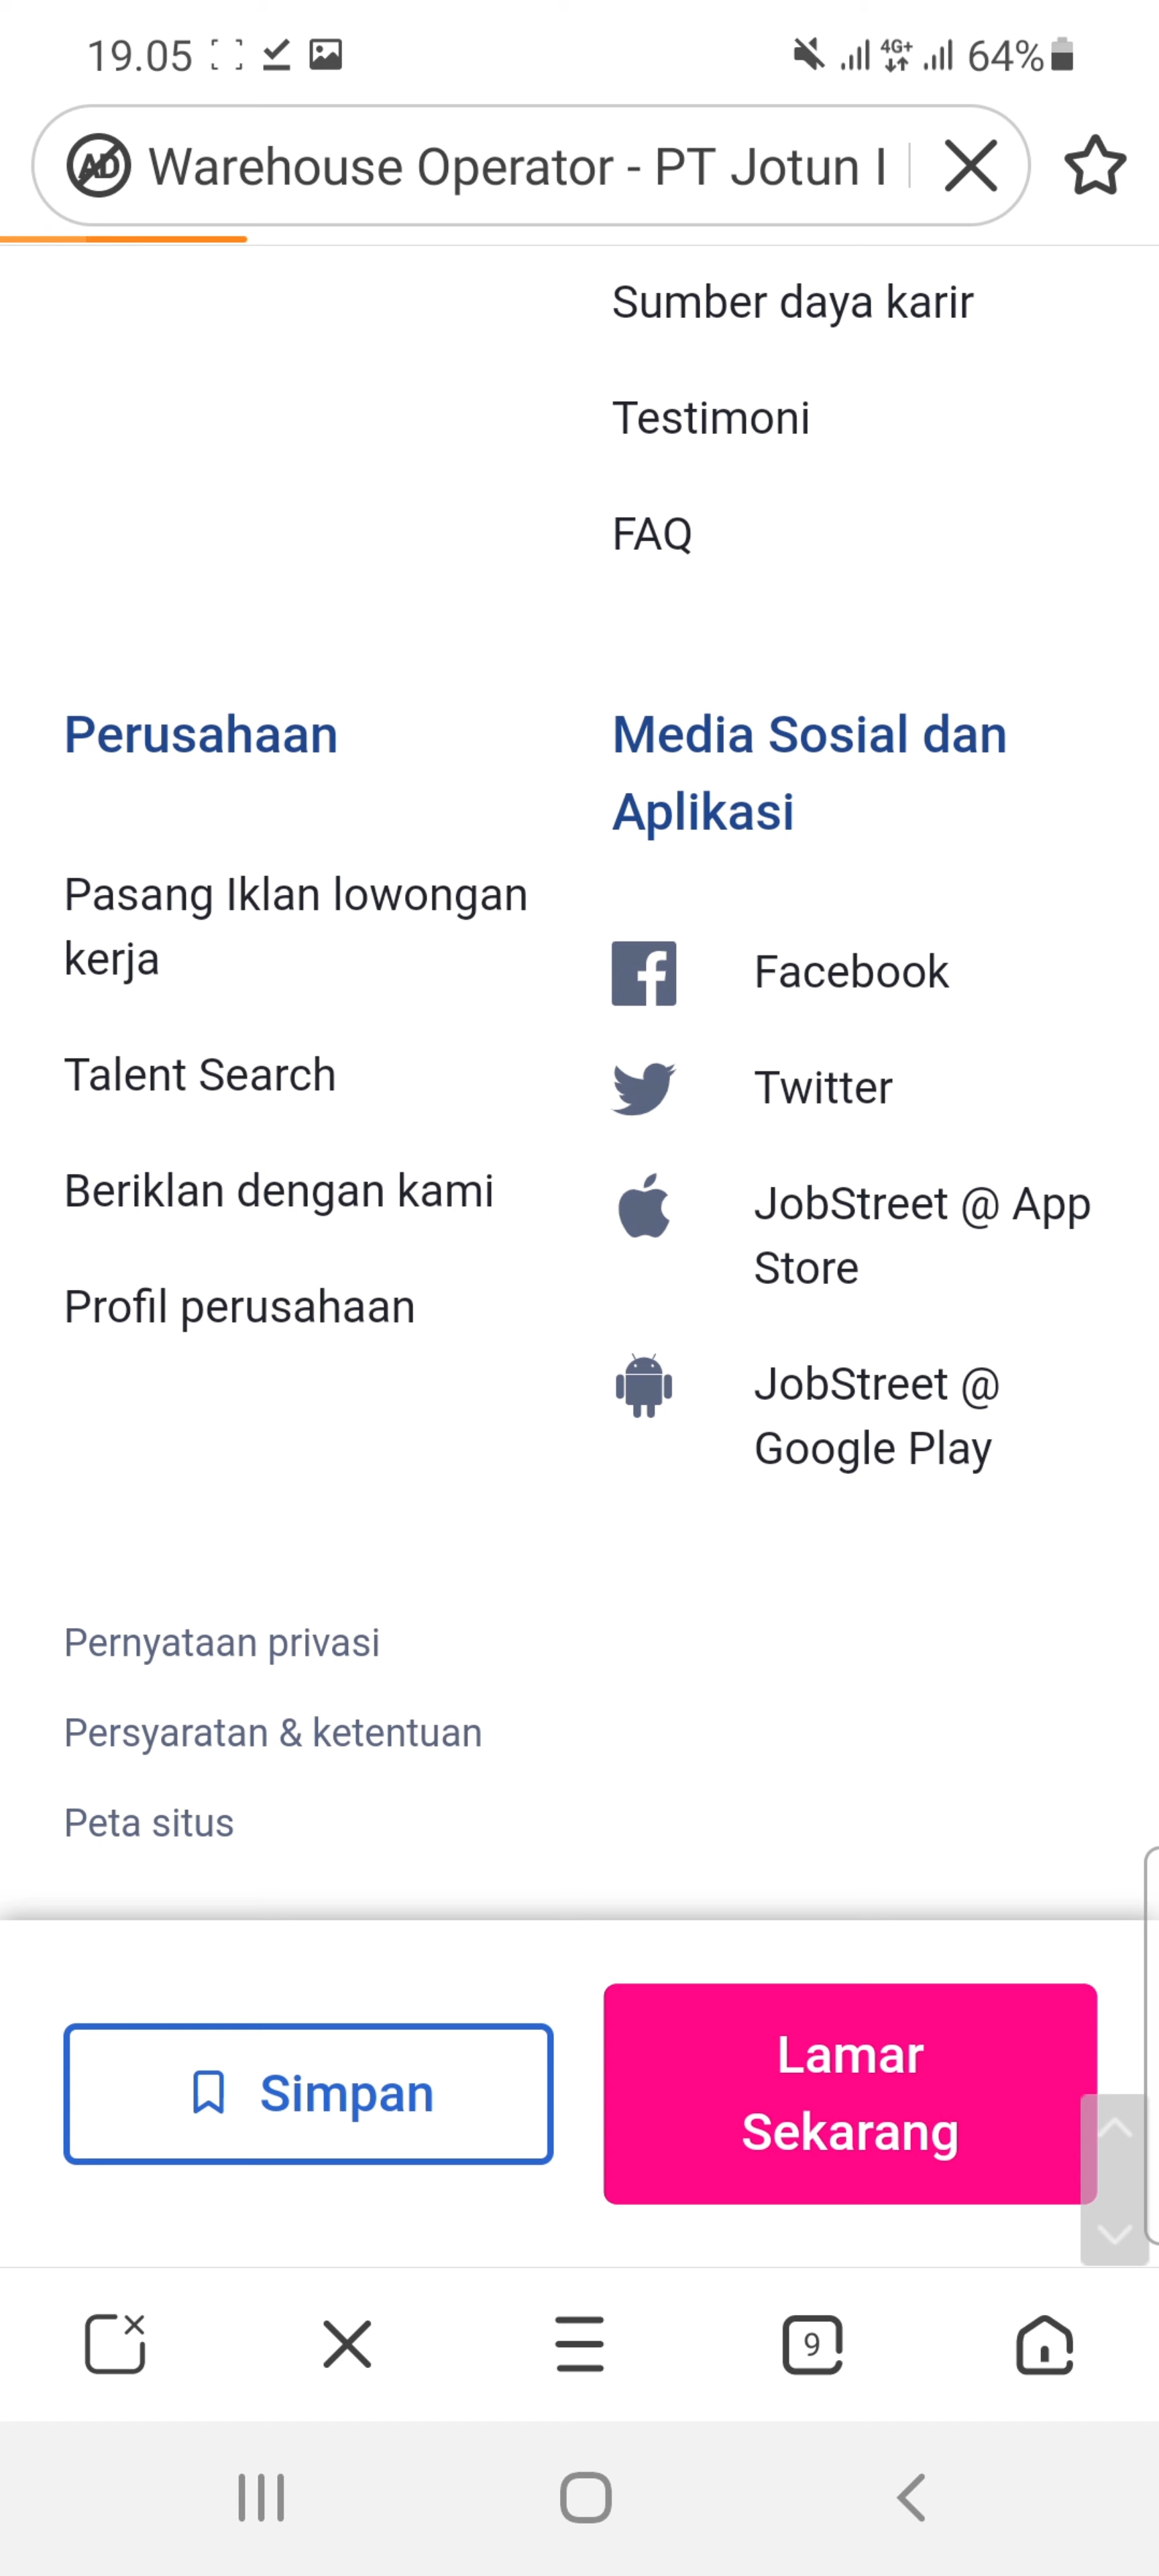 19.05
4G+
64%
AD
Warehouse Operator - PT Jotun I
Sumber daya karir
Testimoni
FAQ
Perusahaan
Pasang Iklan lowongan
kerja
Talent Search
Beriklan dengan kami
Profil perusahaan
Media Sosial dan
Aplikasi
Facebook
Twitter
JobStreet @ App
Store
JobStreet @
Google Play
Pernyataan privasi
Persyaratan & ketentuan
Peta situs
Simpan
Lamar
Sekarang
9